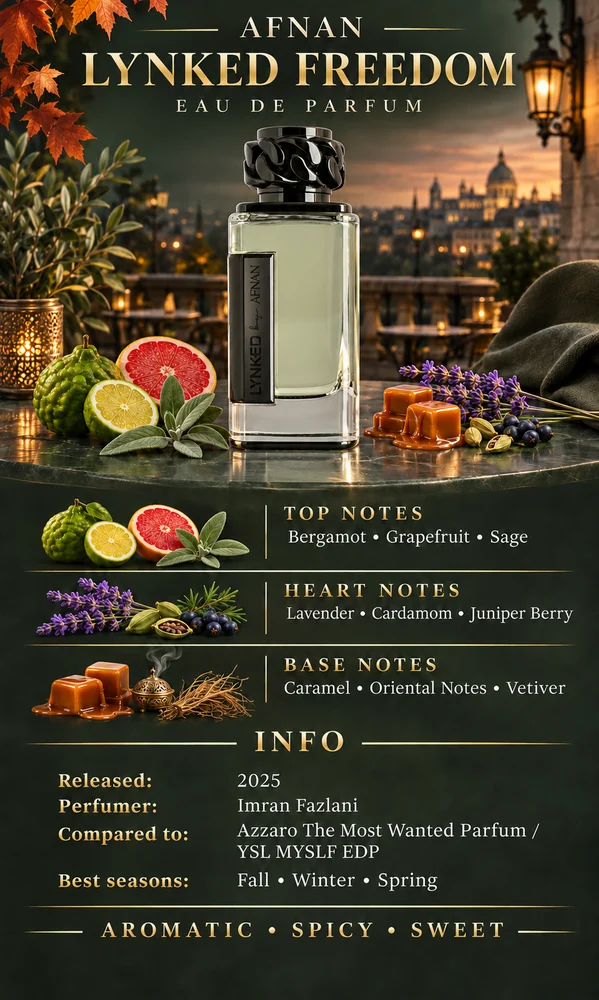 AFNAN
LYNKED FREEDOM
EAU DE PARFUM
LYNKED by AFNAN
TOP NOTES
Bergamot • Grapefruit • Sage
HEART NOTES
Lavender • Cardamom • Juniper Berry
BASE NOTES
Caramel • Oriental Notes • Vetiver
INFO
Released: 2025
Perfumer: Imran Fazlani
Compared to: Azzaro The Most Wanted Parfum /
YSL MYSLF EDP
Best seasons: Fall • Winter • Spring
AROMATIC • SPICY • SWEET